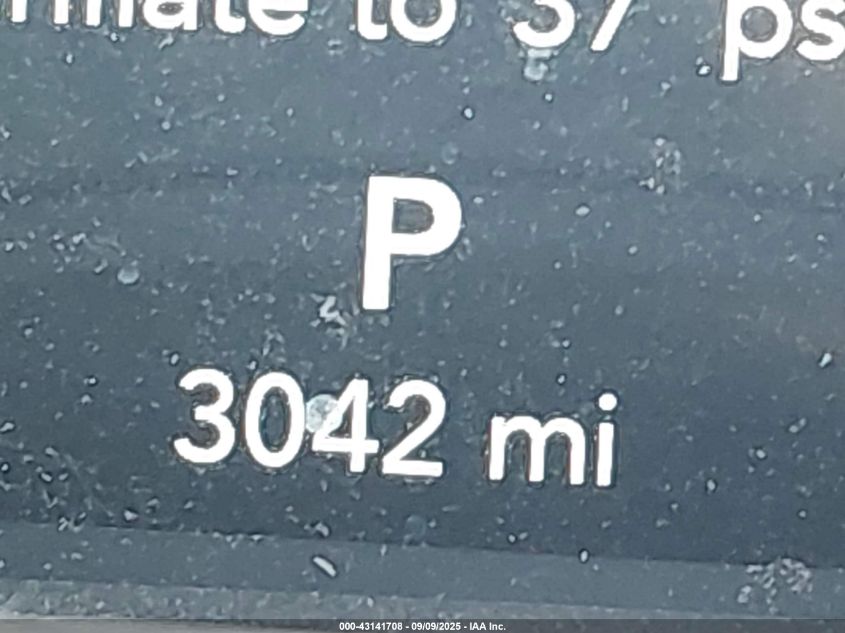 to 37
P
3042 mi
000-43141708 - 09/09/2025 - IAA Inc.